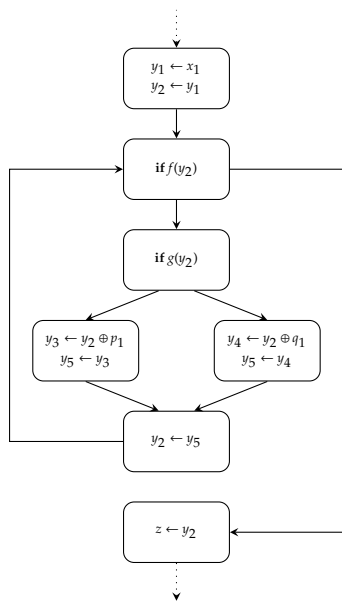 y₁ ← x₁
y₂ ← y₁
if f(y₂)
if g(y₂)
y₃ ← y₂ ⊕ p₁
y₅ ← y₃
y₄ ← y₂ ⊕ q₁
y₅ ← y₄
y₂ ← y₅
z ← y₂